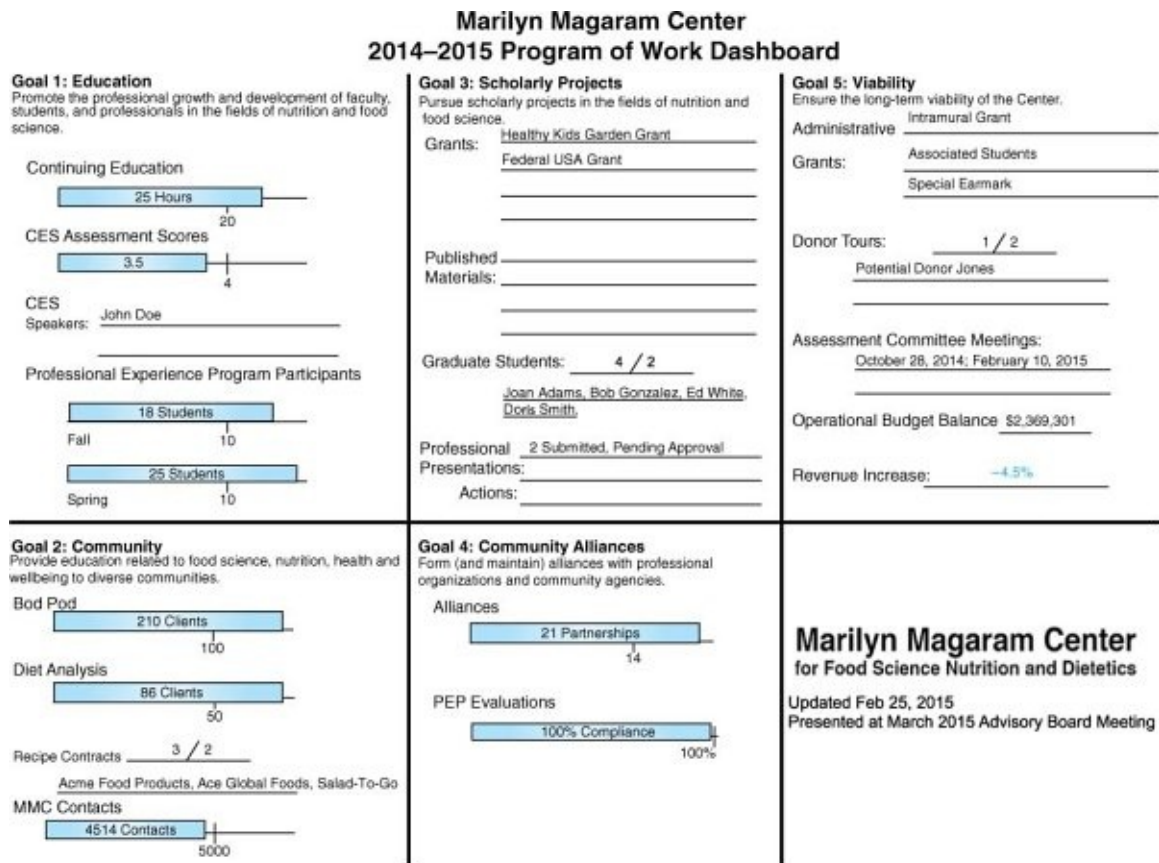 Marilyn Magaram Center
2014–2015 Program of Work Dashboard
Goal 1: Education
Promote the professional growth and development of faculty,
students, and professionals in the fields of nutrition and food
science.
Continuing Education
25 Hours
20
CES Assessment Scores
3.5
4
CES
Speakers: John Doe
Professional Experience Program Participants
18 Students
Fall 10
25 Students
Spring 10
Goal 2: Community
Provide education related to food science, nutrition, health and
wellbeing to diverse communities.
Bod Pod
210 Clients
100
Diet Analysis
86 Clients
50
Recipe Contracts 3 / 2
Acme Food Products, Ace Global Foods, Salad-To-Go
MMC Contacts
4514 Contacts
5000
Goal 3: Scholarly Projects
Pursue scholarly projects in the fields of nutrition and
food science.
Grants: Healthy Kids Garden Grant
Federal USA Grant
Published
Materials:
Graduate Students: 4 / 2
Joan Adams, Bob Gonzalez, Ed White,
Doris Smith,
Professional 2 Submitted, Pending Approval
Presentations:
Actions:
Goal 4: Community Alliances
Form (and maintain) alliances with professional
organizations and community agencies.
Alliances
21 Partnerships
14
PEP Evaluations
100% Compliance
100%
Goal 5: Viability
Ensure the long-term viability of the Center.
Administrative Intramural Grant
Grants: Associated Students
Special Earmark
Donor Tours: 1 / 2
Potential Donor Jones
Assessment Committee Meetings:
October 28, 2014; February 10, 2015
Operational Budget Balance $2,369,301
Revenue Increase: –4.5%
Marilyn Magaram Center
for Food Science Nutrition and Dietetics
Updated Feb 25, 2015
Presented at March 2015 Advisory Board Meeting